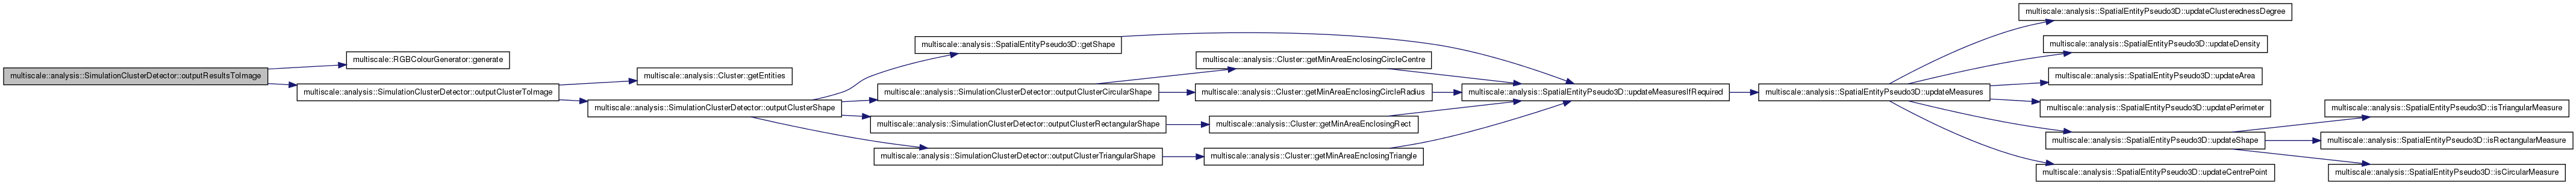 multiscale::analysis::SimulationClusterDetector::outputResultsToImage
multiscale::RGBColourGenerator::generate
multiscale::analysis::SimulationClusterDetector::outputClusterToImage
multiscale::analysis::Cluster::getEntities
multiscale::analysis::SimulationClusterDetector::outputClusterShape
multiscale::analysis::SpatialEntityPseudo3D::getShape
multiscale::analysis::SimulationClusterDetector::outputClusterCircularShape
multiscale::analysis::SimulationClusterDetector::outputClusterRectangularShape
multiscale::analysis::SimulationClusterDetector::outputClusterTriangularShape
multiscale::analysis::Cluster::getMinAreaEnclosingCircleCentre
multiscale::analysis::Cluster::getMinAreaEnclosingCircleRadius
multiscale::analysis::Cluster::getMinAreaEnclosingRect
multiscale::analysis::Cluster::getMinAreaEnclosingTriangle
multiscale::analysis::SpatialEntityPseudo3D::updateMeasuresIfRequired
multiscale::analysis::SpatialEntityPseudo3D::updateMeasures
multiscale::analysis::SpatialEntityPseudo3D::updateClusterednessDegree
multiscale::analysis::SpatialEntityPseudo3D::updateDensity
multiscale::analysis::SpatialEntityPseudo3D::updateArea
multiscale::analysis::SpatialEntityPseudo3D::updatePerimeter
multiscale::analysis::SpatialEntityPseudo3D::updateShape
multiscale::analysis::SpatialEntityPseudo3D::updateCentrePoint
multiscale::analysis::SpatialEntityPseudo3D::isTriangularMeasure
multiscale::analysis::SpatialEntityPseudo3D::isRectangularMeasure
multiscale::analysis::SpatialEntityPseudo3D::isCircularMeasure